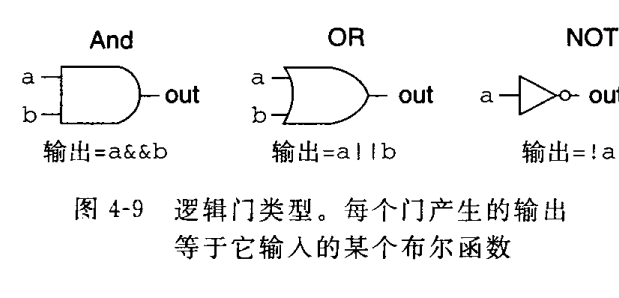 And OR NOT
a out a out a out
b b
输出=a&&b 输出=a||b 输出=!a
图 4-9 逻辑门类型。每个门产生的输出
等于它输入的某个布尔函数